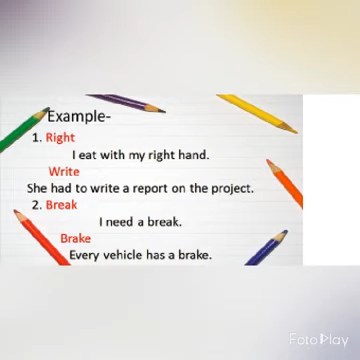 Example-
1. Right
I eat with my right hand.
Write
She had to write a report on the project.
2. Break
I need a break.
Brake
Every vehicle has a brake.
FotoPlay